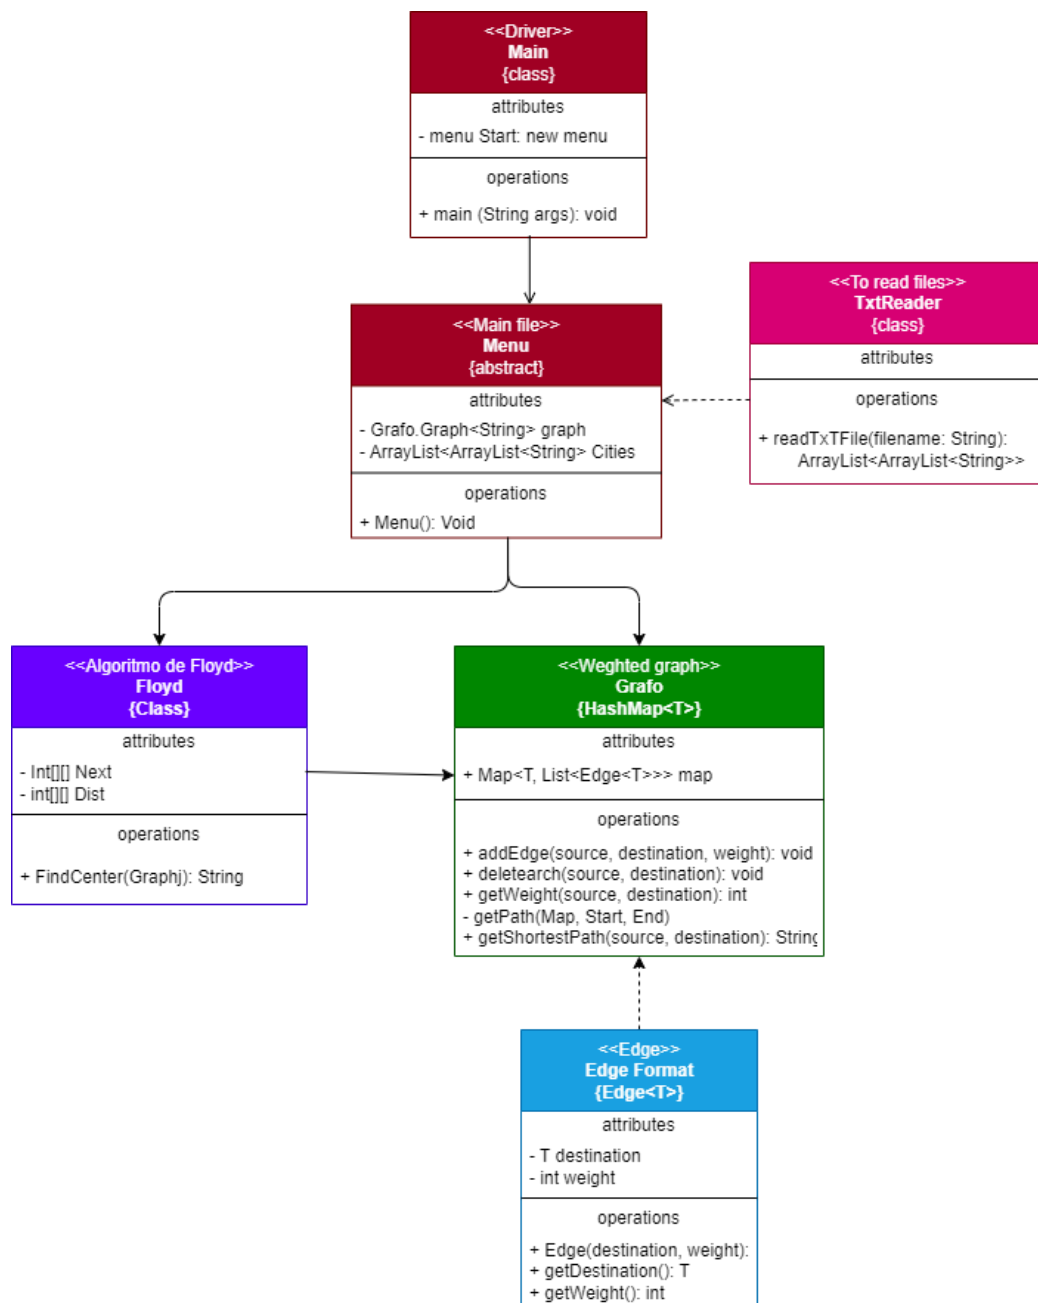 <<Driver>>
Main
{class}
attributes
- menu Start: new menu
operations
+ main (String args): void
<<To read files>>
TxtReader
{class}
attributes
operations
+ readTxTFile(filename: String):
ArrayList<ArrayList<String>>
<<Main file>>
Menu
{abstract}
attributes
- Grafo.Graph<String> graph
- ArrayList<ArrayList<String> Cities
operations
+ Menu(): Void
<<Algoritmo de Floyd>>
Floyd
{Class}
attributes
- Int[][] Next
- int[][] Dist
operations
+ FindCenter(Graphj): String
<<Weghted graph>>
Grafo
{HashMap<T>}
attributes
+ Map<T, List<Edge<T>>> map
operations
+ addEdge(source, destination, weight): void
+ deletearch(source, destination): void
+ getWeight(source, destination): int
- getPath(Map, Start, End)
+ getShortestPath(source, destination): String
<<Edge>>
Edge Format
{Edge<T>}
attributes
- T destination
- int weight
operations
+ Edge(destination, weight):
+ getDestination(): T
+ getWeight(): int